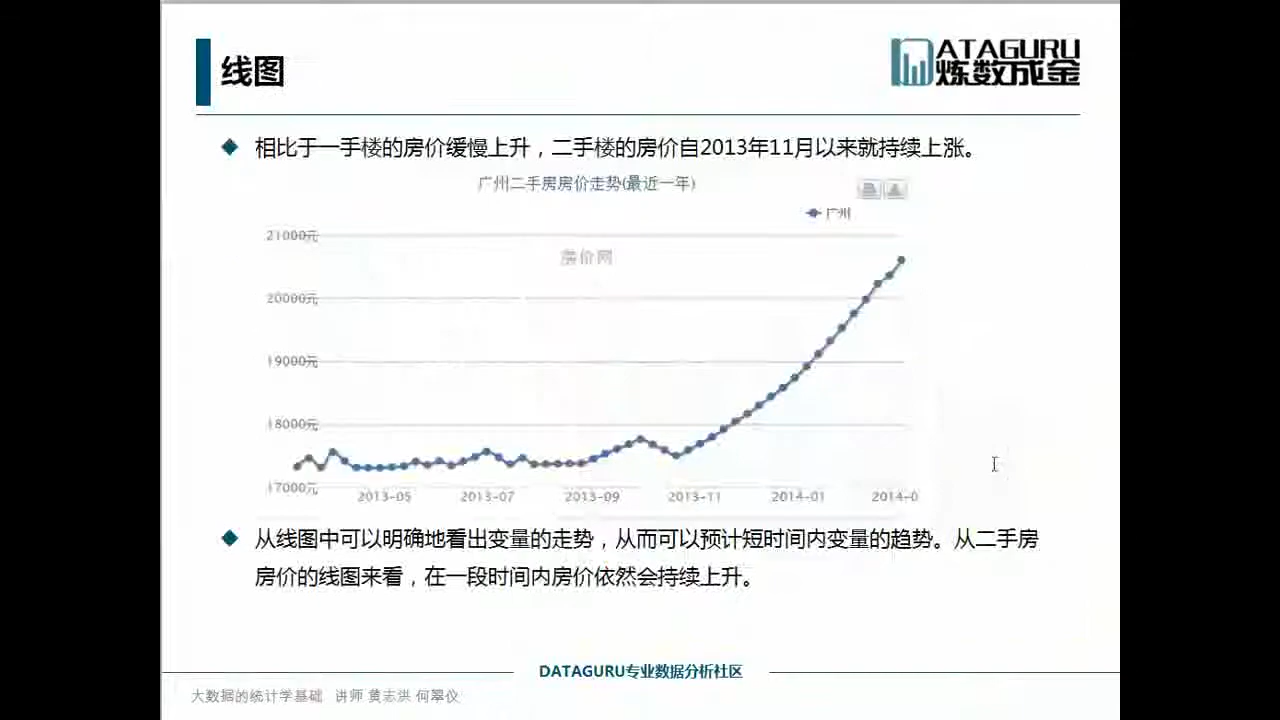 线图
DATAGURU
炼数成金
相比于一手楼的房价缓慢上升，二手楼的房价自2013年11月以来就持续上涨。
广州二手房房价走势(最近一年)
广州
21000元
房价网
20000元
19000元
18000元
17000元
2013-05 2013-07 2013-09 2013-11 2014-01 2014-0
从线图中可以明确地看出变量的走势，从而可以预计短时间内变量的趋势。从二手房
房价的线图来看，在一段时间内房价依然会持续上升。
DATAGURU专业数据分析社区
大数据的统计学基础 讲师 黄志洪 何翠仪